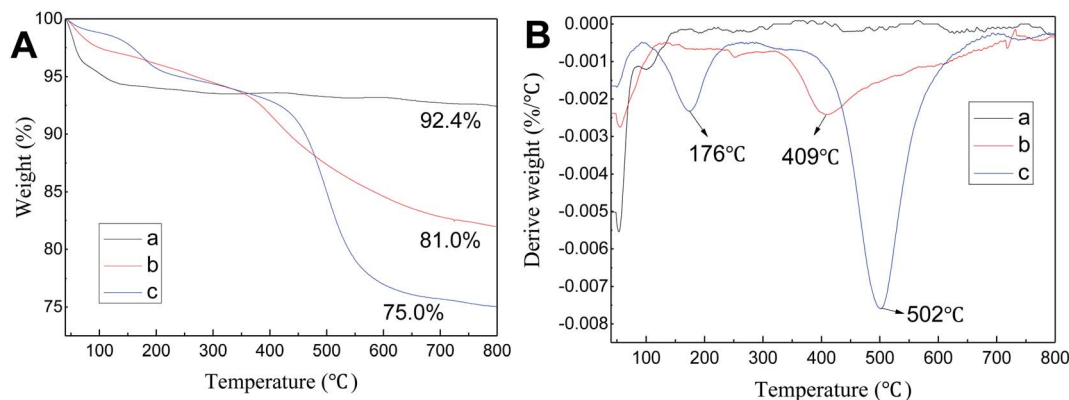 A
Weight (%)
100
95
90
85
80
75
92.4%
81.0%
75.0%
a
b
c
100 200 300 400 500 600 700 800
Temperature (℃)
B
Derive weight (%/℃)
0.000
-0.001
-0.002
-0.003
-0.004
-0.005
-0.006
-0.007
-0.008
176℃
409℃
502℃
a
b
c
100 200 300 400 500 600 700 800
Temperature (℃)